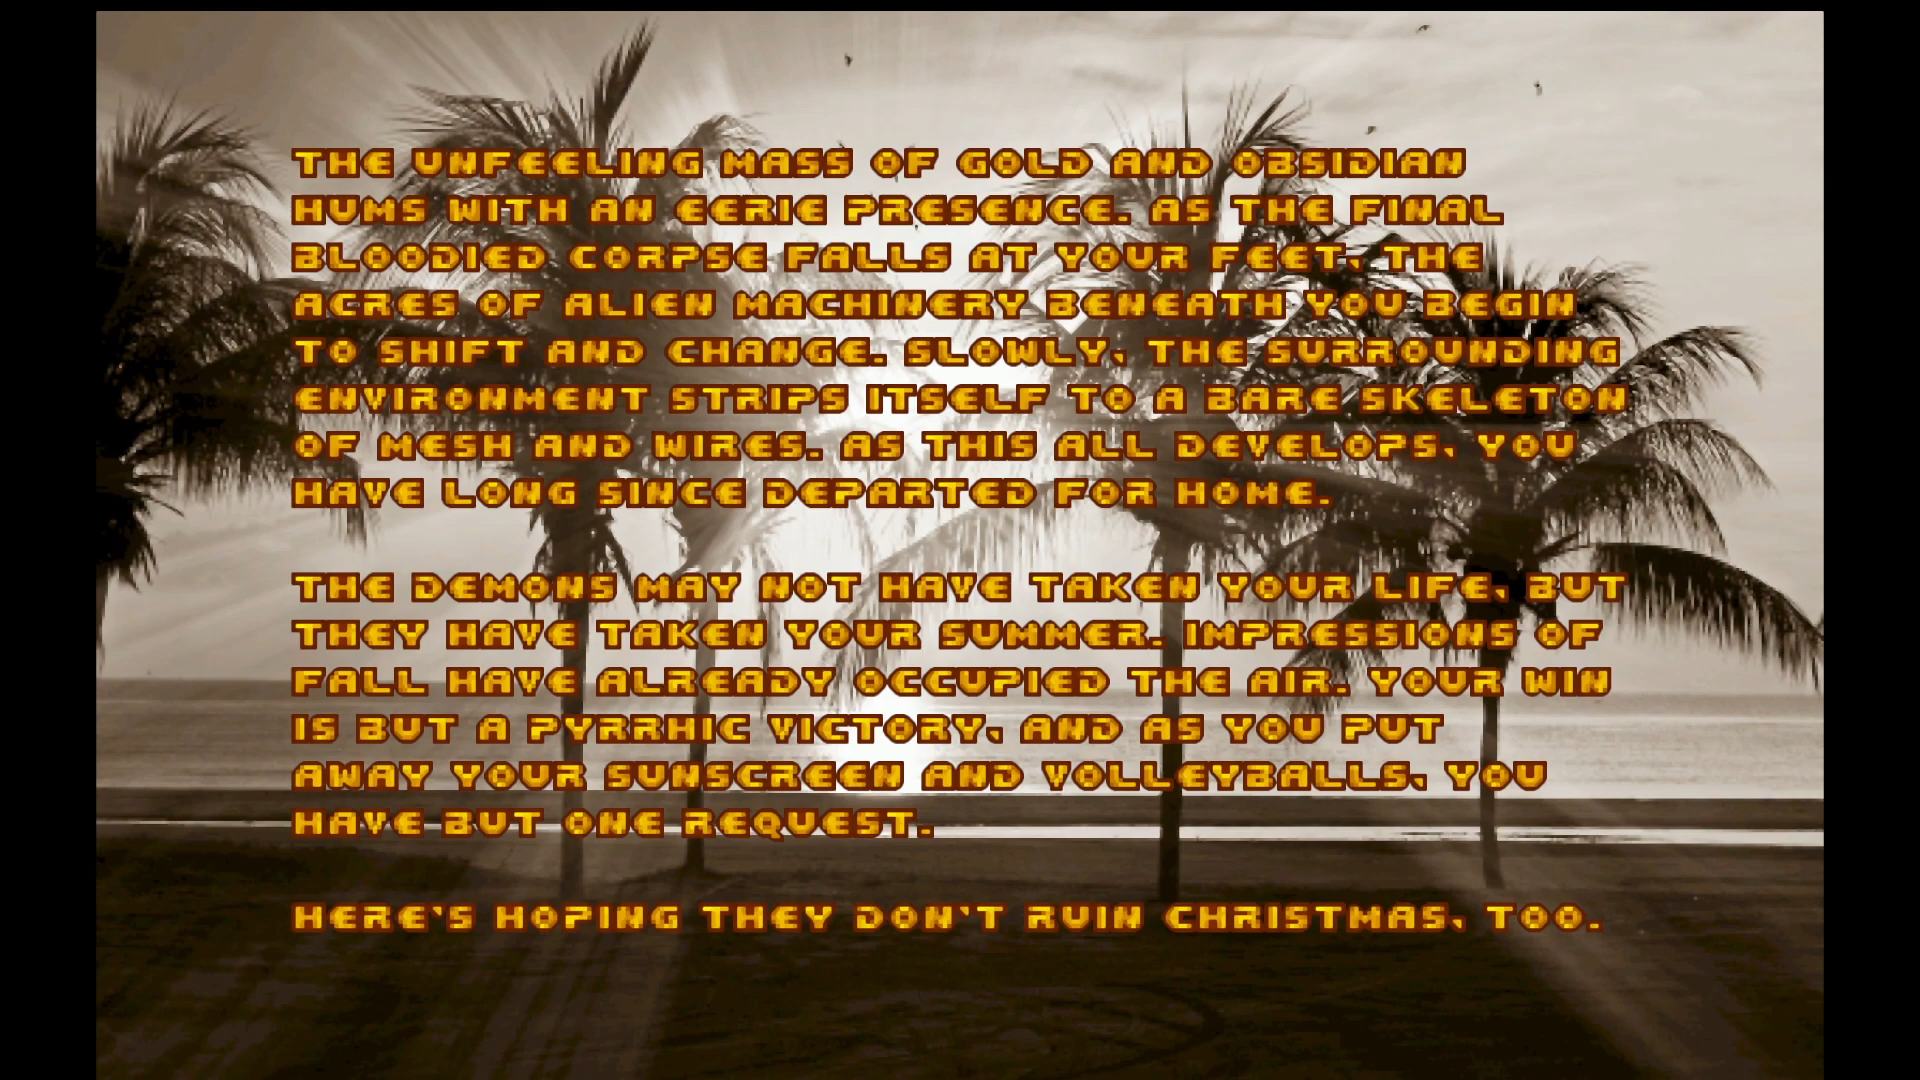 THE UNFEELING MASS OF GOLD AND OBSIDIAN
HUMS WITH AN EERIE PRESENCE. AS THE FINAL
BLOODIED CORPSE FALLS AT YOUR FEET, THE
ACRES OF ALIEN MACHINERY BENEATH YOU BEGIN
TO SHIFT AND CHANGE. SLOWLY, THE SURROUNDING
ENVIRONMENT STRIPS ITSELF TO A BARE SKELETON
OF MESH AND WIRES. AS THIS ALL DEVELOPS, YOU
HAVE LONG SINCE DEPARTED FOR HOME.
THE DEMONS MAY NOT HAVE TAKEN YOUR LIFE, BUT
THEY HAVE TAKEN YOUR SUMMER. IMPRESSIONS OF
FALL HAVE ALREADY OCCUPIED THE AIR. YOUR WIN
IS BUT A PYRRHIC VICTORY, AND AS YOU PUT
AWAY YOUR SUNSCREEN AND VOLLEYBALLS, YOU
HAVE BUT ONE REQUEST.
HERE'S HOPING THEY DON'T RUIN CHRISTMAS, TOO.